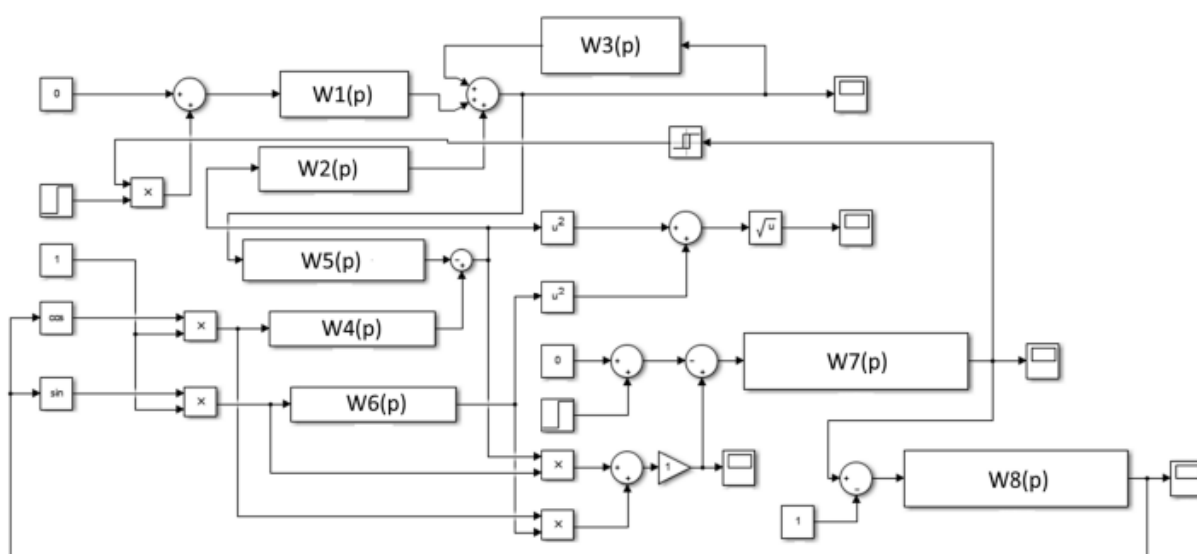 W3(p)
0
W1(p)
W2(p)
×
1
W5(p)
u²
√u
cos
×
W4(p)
u²
0
W7(p)
sin
×
W6(p)
×
1
W8(p)
×
1